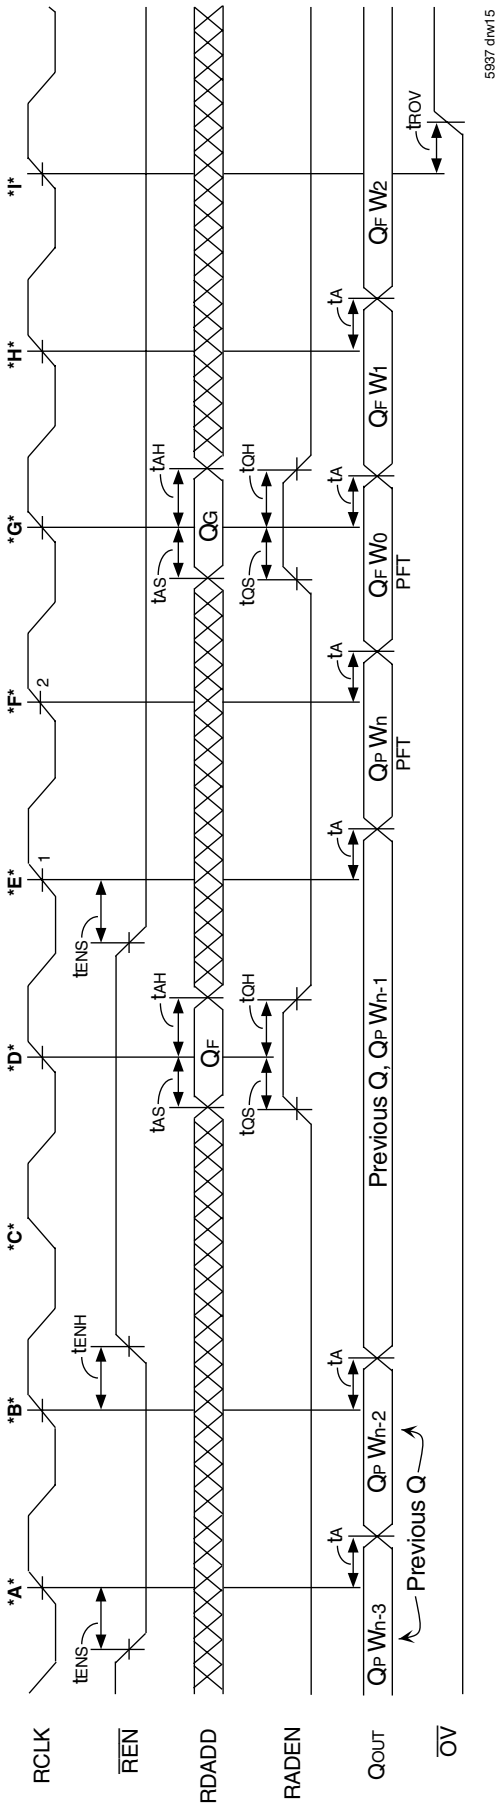 *A* *B* *C* *D* *E* *F* *G* *H* *I*
RCLK 1 2
tENS tENH tENS
REN
tAS tAH tAS tAH
RDADD QF QG
tQS tQH tQS tQH
RADEN
tA tA tA tA tA tA
QOUT QP Wn-3 QP Wn-2 Previous Q, QP Wn-1 QP Wn QF W0 QF W1 QF W2
PFT PFT
Previous Q
tROV
OV
5937 drw15